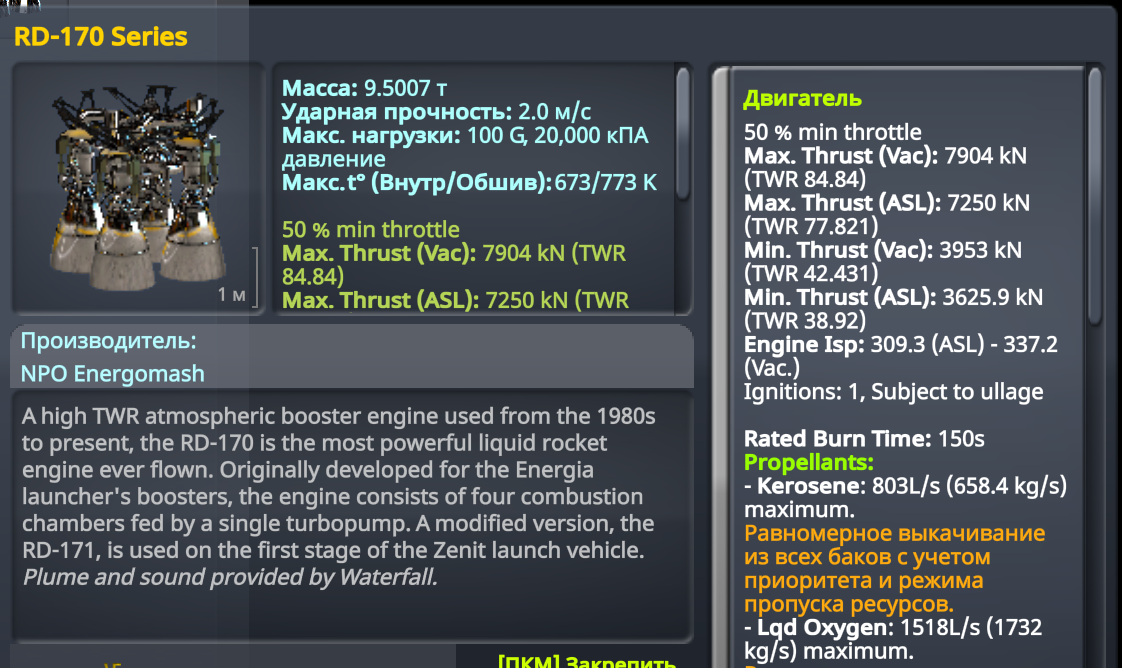 RD-170 Series
Масса: 9.5007 т
Ударная прочность: 2.0 м/с
Макс. нагрузки: 100 G, 20,000 кПА
давление
Макс.t° (Внутр/Обшив): 673/773 K
50 % min throttle
Max. Thrust (Vac): 7904 kN (TWR
84.84)
Max. Thrust (ASL): 7250 kN (TWR
1 м
Производитель:
NPO Energomash
A high TWR atmospheric booster engine used from the 1980s
to present, the RD-170 is the most powerful liquid rocket
engine ever flown. Originally developed for the Energia
launcher's boosters, the engine consists of four combustion
chambers fed by a single turbopump. A modified version, the
RD-171, is used on the first stage of the Zenit launch vehicle.
Plume and sound provided by Waterfall.
Двигатель
50 % min throttle
Max. Thrust (Vac): 7904 kN
(TWR 84.84)
Max. Thrust (ASL): 7250 kN
(TWR 77.821)
Min. Thrust (Vac): 3953 kN
(TWR 42.431)
Min. Thrust (ASL): 3625.9 kN
(TWR 38.92)
Engine Isp: 309.3 (ASL) - 337.2
(Vac.)
Ignitions: 1, Subject to ullage
Rated Burn Time: 150s
Propellants:
- Kerosene: 803L/s (658.4 kg/s)
maximum.
Равномерное выкачивание
из всех баков с учетом
приоритета и режима
пропуска ресурсов.
- Lqd Oxygen: 1518L/s (1732
kg/s) maximum.
[ПКМ] Закрепить